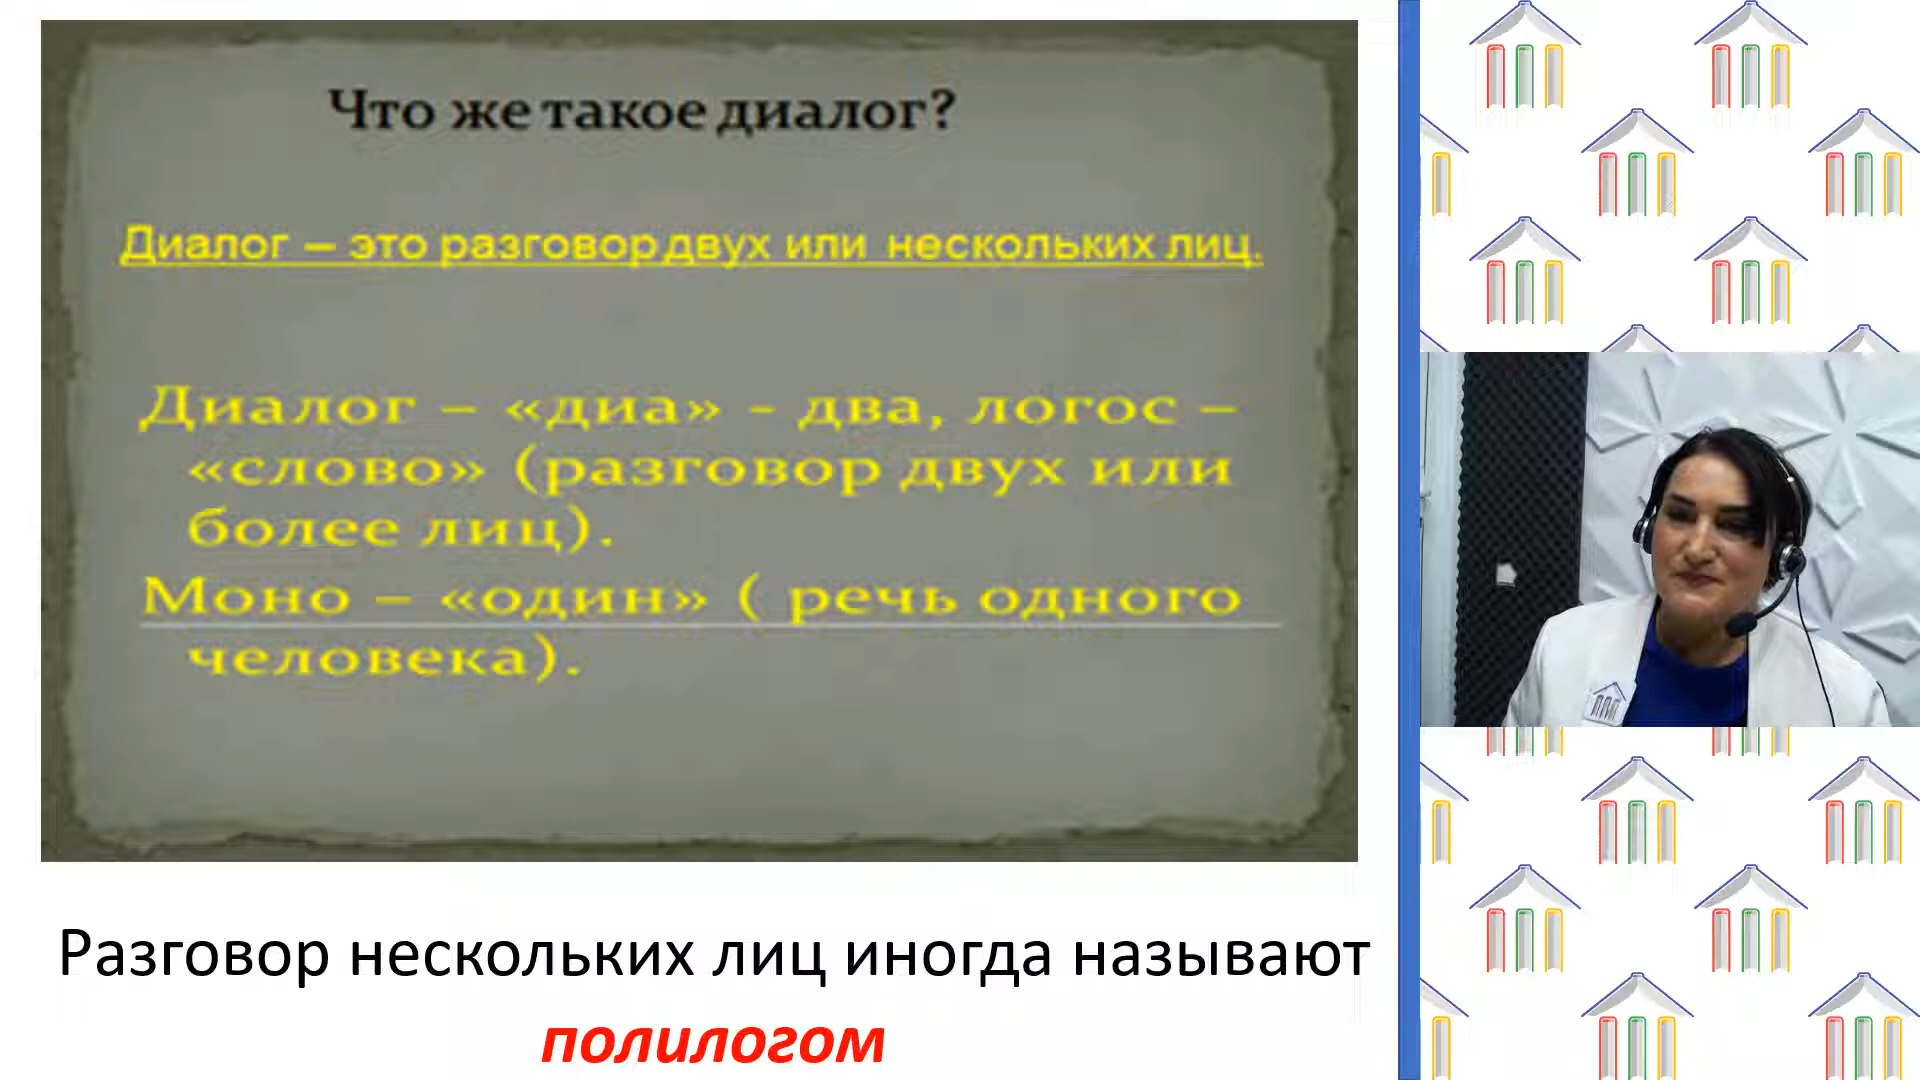 Что же такое диалог?
Диалог – это разговор двух или нескольких лиц.
Диалог – «диа» - два, логос –
«слово» (разговор двух или
более лиц).
Моно – «один» ( речь одного
человека).
Разговор нескольких лиц иногда называют
полилогом